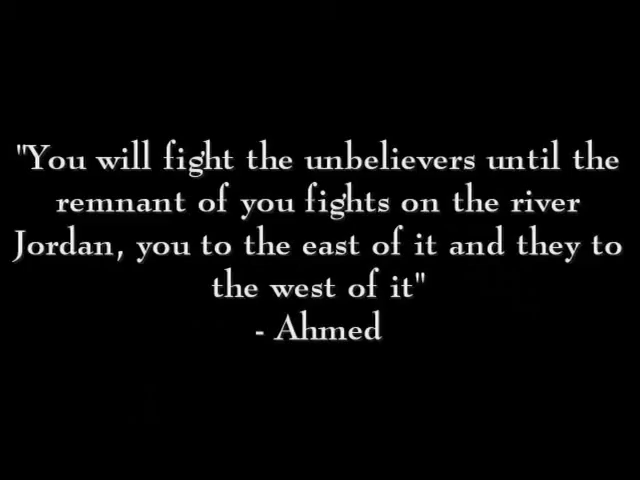 "You will fight the unbelievers until the
remnant of you fights on the river
Jordan, you to the east of it and they to
the west of it"
- Ahmed